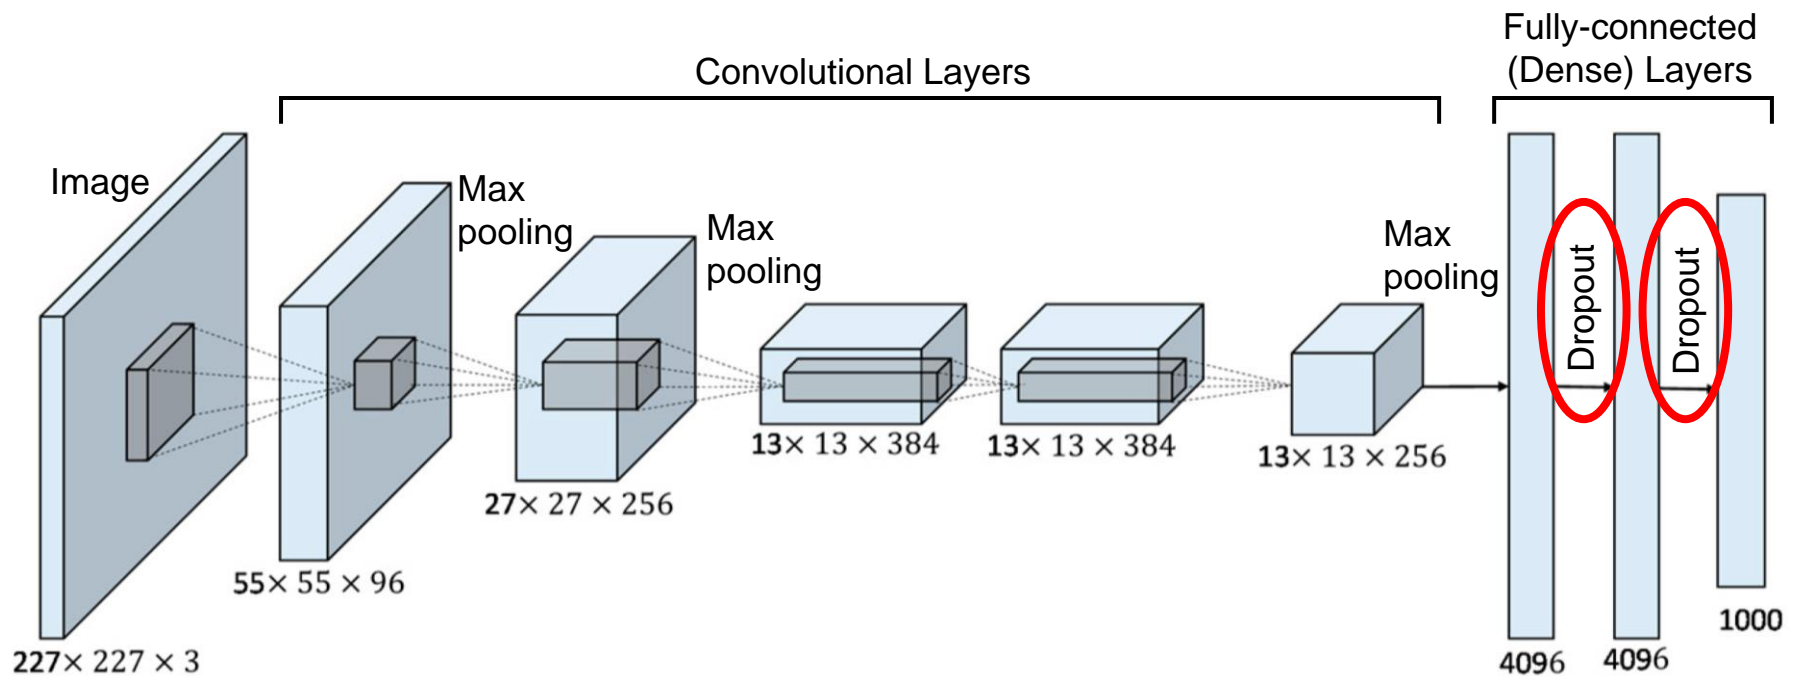 Fully-connected
(Dense) Layers
Convolutional Layers
Image
Max
pooling
Max
pooling
Max
pooling
Dropout
Dropout
13× 13 × 384
13× 13 × 384
13× 13 × 256
27× 27 × 256
55× 55 × 96
227× 227 × 3
4096
4096
1000